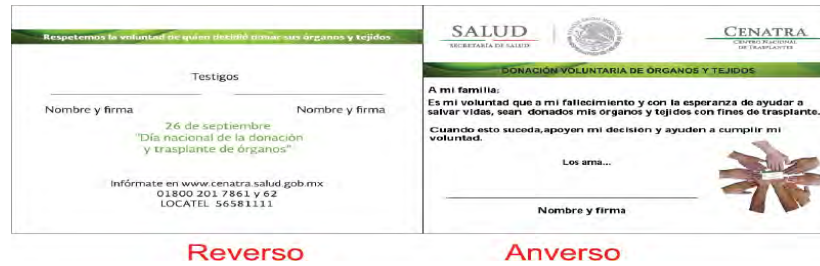 Respetemos la voluntad de quien decidió donar sus órganos y tejidos
Testigos
Nombre y firma Nombre y firma
26 de septiembre
"Día nacional de la donación
y trasplante de órganos"
Infórmate en www.cenatra.salud.gob.mx
01800 201 7861 y 62
LOCATEL 56581111
Reverso
SALUD
SECRETARÍA DE SALUD
CENATRA
CENTRO NACIONAL
DE TRASPLANTES
DONACIÓN VOLUNTARIA DE ÓRGANOS Y TEJIDOS
A mi familia:
Es mi voluntad que a mi fallecimiento y con la esperanza de ayudar a
salvar vidas, sean donados mis órganos y tejidos con fines de trasplante.
Cuando esto suceda,apoyen mi decisión y ayuden a cumplir mi
voluntad.
Los ama...
Nombre y firma
Anverso